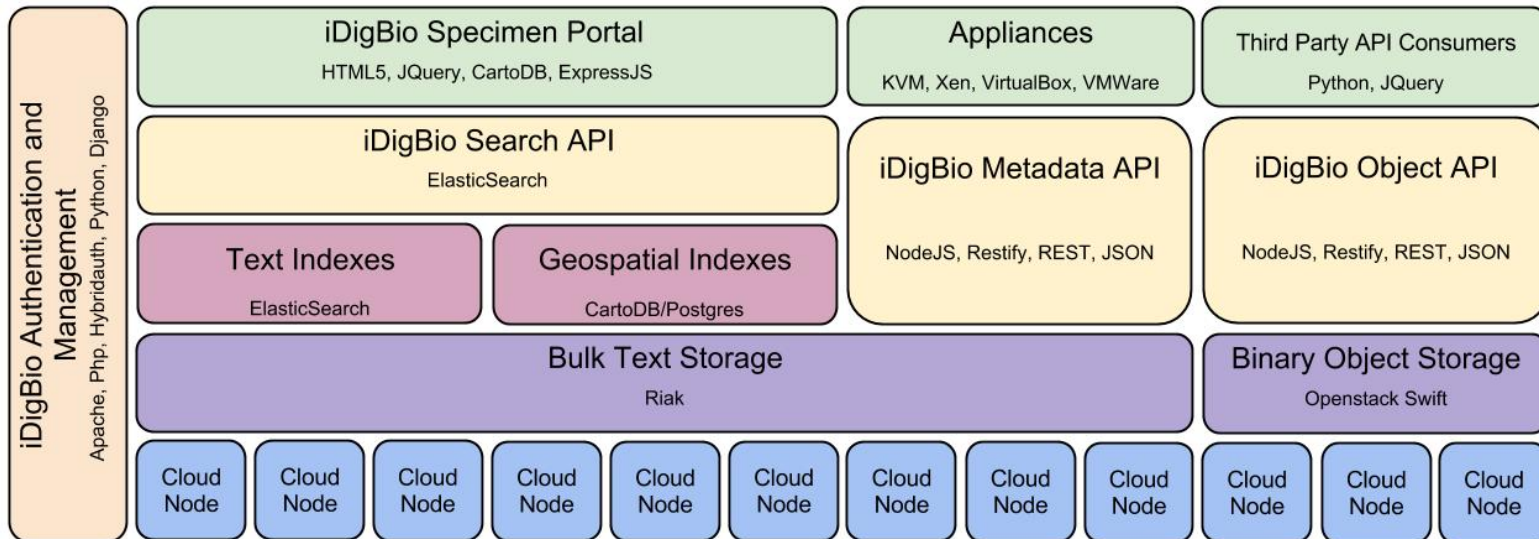 iDigBio Authentication and
Management
Apache, Php, Hybridauth, Python, Django
iDigBio Specimen Portal
HTML5, JQuery, CartoDB, ExpressJS
Appliances
KVM, Xen, VirtualBox, VMWare
Third Party API Consumers
Python, JQuery
iDigBio Search API
ElasticSearch
iDigBio Metadata API
NodeJS, Restify, REST, JSON
iDigBio Object API
NodeJS, Restify, REST, JSON
Text Indexes
ElasticSearch
Geospatial Indexes
CartoDB/Postgres
Bulk Text Storage
Riak
Binary Object Storage
Openstack Swift
Cloud
Node
Cloud
Node
Cloud
Node
Cloud
Node
Cloud
Node
Cloud
Node
Cloud
Node
Cloud
Node
Cloud
Node
Cloud
Node
Cloud
Node
Cloud
Node